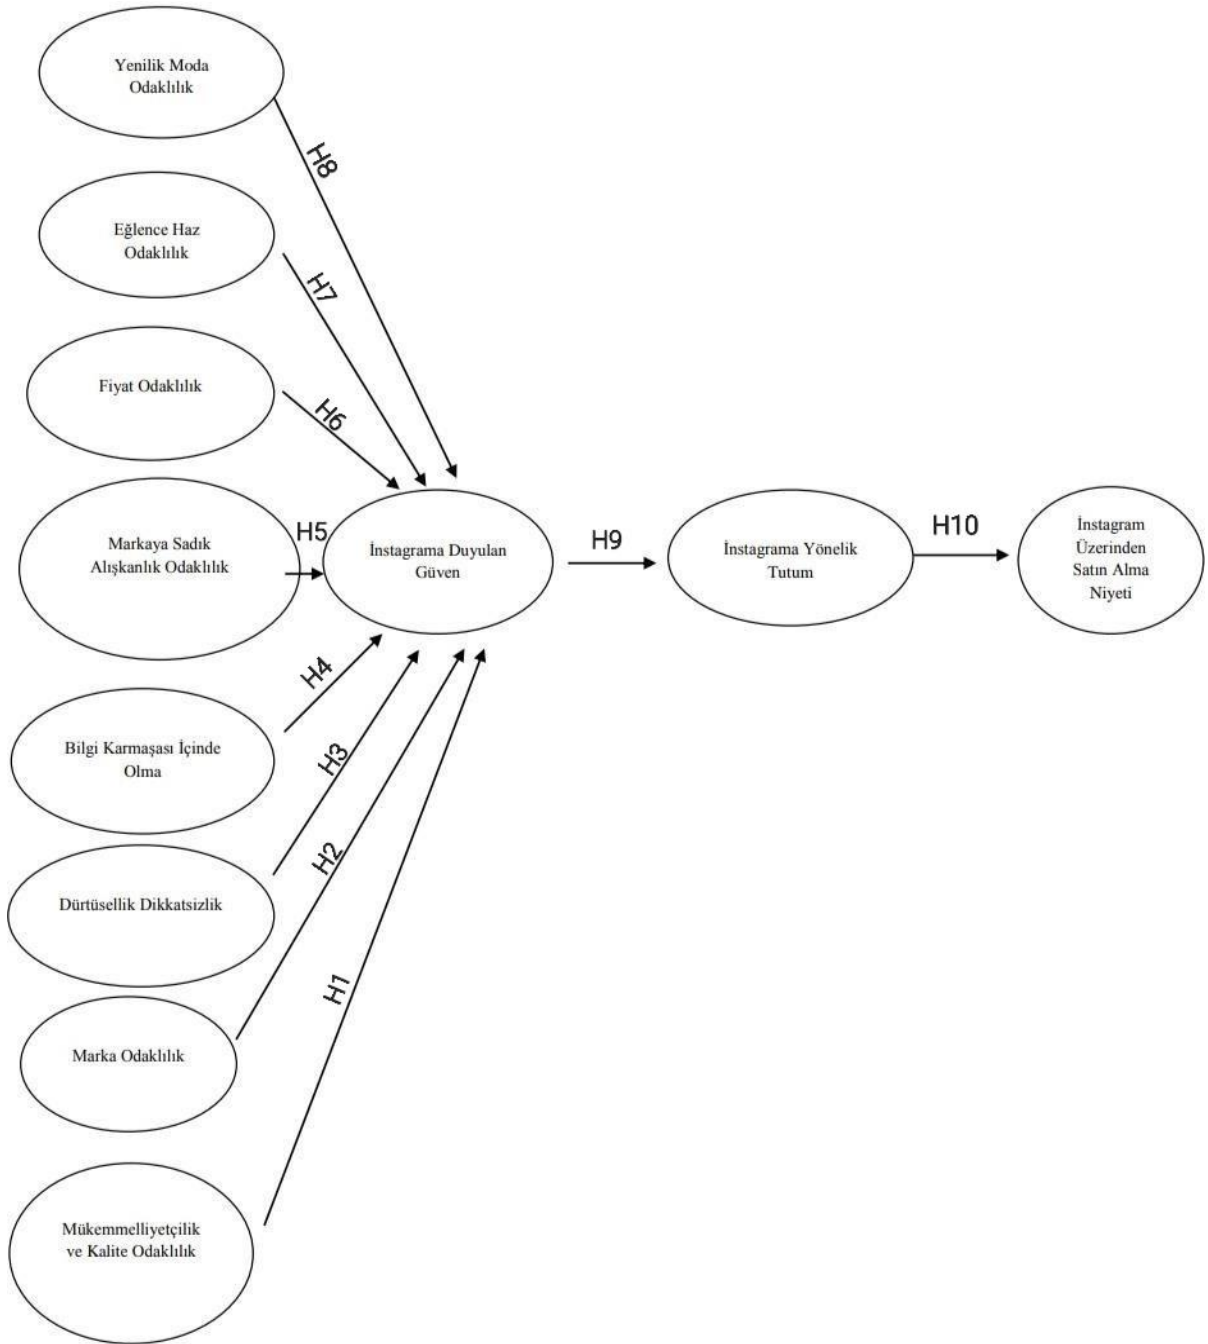 Yenilik Moda
Odaklılık
H8
Eğlence Haz
Odaklılık
H7
Fiyat Odaklılık
H6
Markaya Sadık
Alışkanlık Odaklılık
H5
İnstagrama Duyulan
Güven
H9
İnstagrama Yönelik
Tutum
H10
İnstagram
Üzerinden
Satın Alma
Niyeti
Bilgi Karmaşası İçinde
Olma
H4
Dürtüsellik Dikkatsizlik
H3
Marka Odaklılık
H2
Mükemmelliyetçilik
ve Kalite Odaklılık
H1